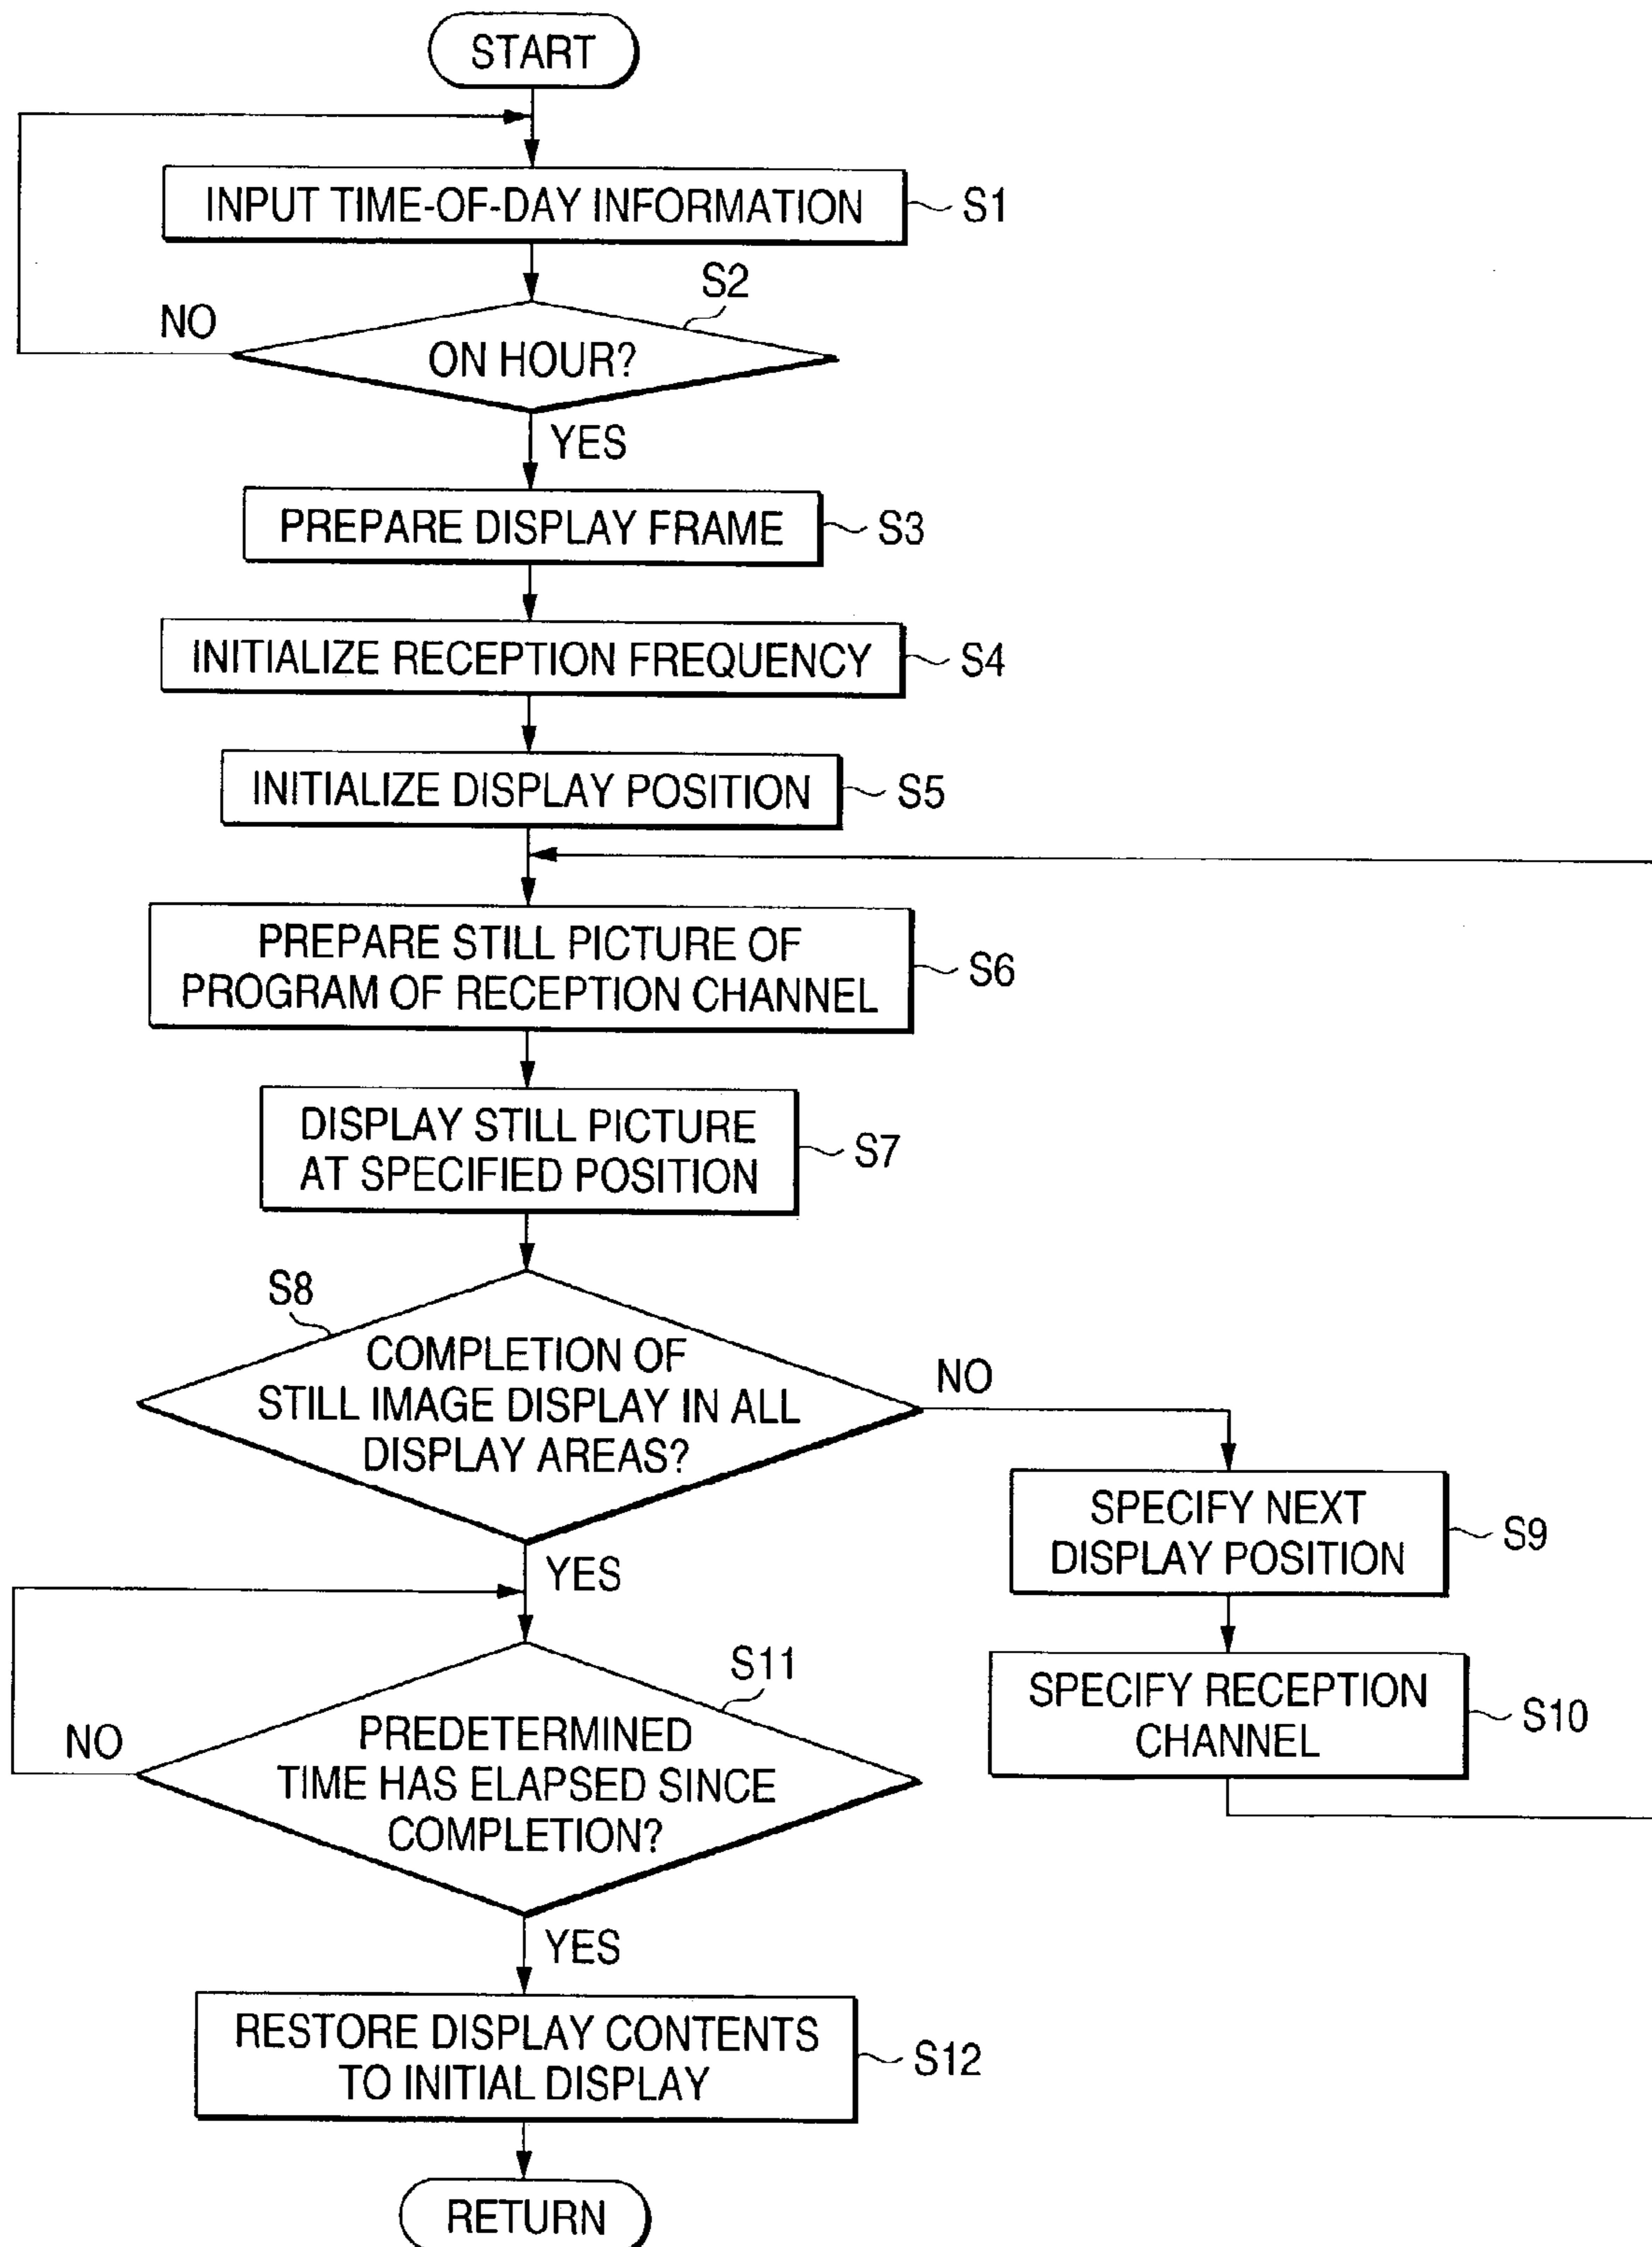 START
INPUT TIME-OF-DAY INFORMATION
S1
S2
NO
ON HOUR?
YES
PREPARE DISPLAY FRAME
S3
INITIALIZE RECEPTION FREQUENCY
S4
INITIALIZE DISPLAY POSITION
S5
PREPARE STILL PICTURE OF
PROGRAM OF RECEPTION CHANNEL
S6
DISPLAY STILL PICTURE
AT SPECIFIED POSITION
S7
S8
COMPLETION OF
STILL IMAGE DISPLAY IN ALL
DISPLAY AREAS?
NO
YES
SPECIFY NEXT
DISPLAY POSITION
S9
SPECIFY RECEPTION
CHANNEL
S10
S11
NO
PREDETERMINED
TIME HAS ELAPSED SINCE
COMPLETION?
YES
RESTORE DISPLAY CONTENTS
TO INITIAL DISPLAY
S12
RETURN